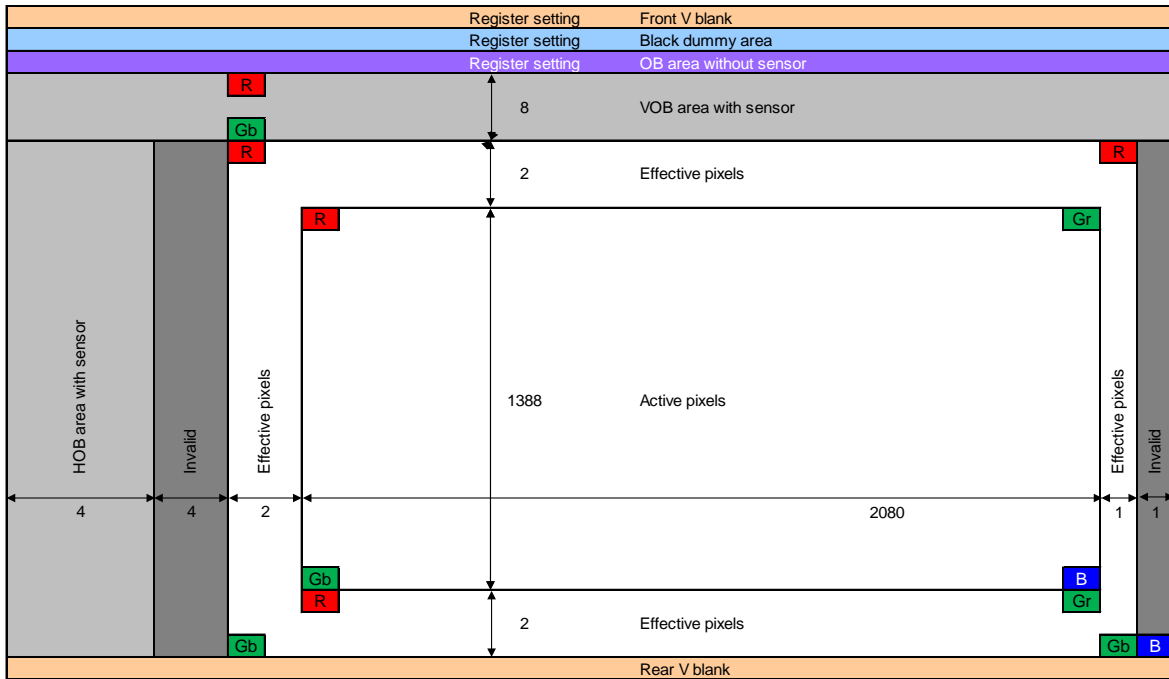 Register setting Front V blank
Register setting Black dummy area
Register setting OB area without sensor
R
8 VOB area with sensor
Gb
R R
2 Effective pixels
R Gr
HOB area with sensor
Invalid
Effective pixels
1388 Active pixels
Effective pixels
Invalid
4 4 2 2080 1 1
Gb B
R Gr
2 Effective pixels
Gb Gb B
Rear V blank